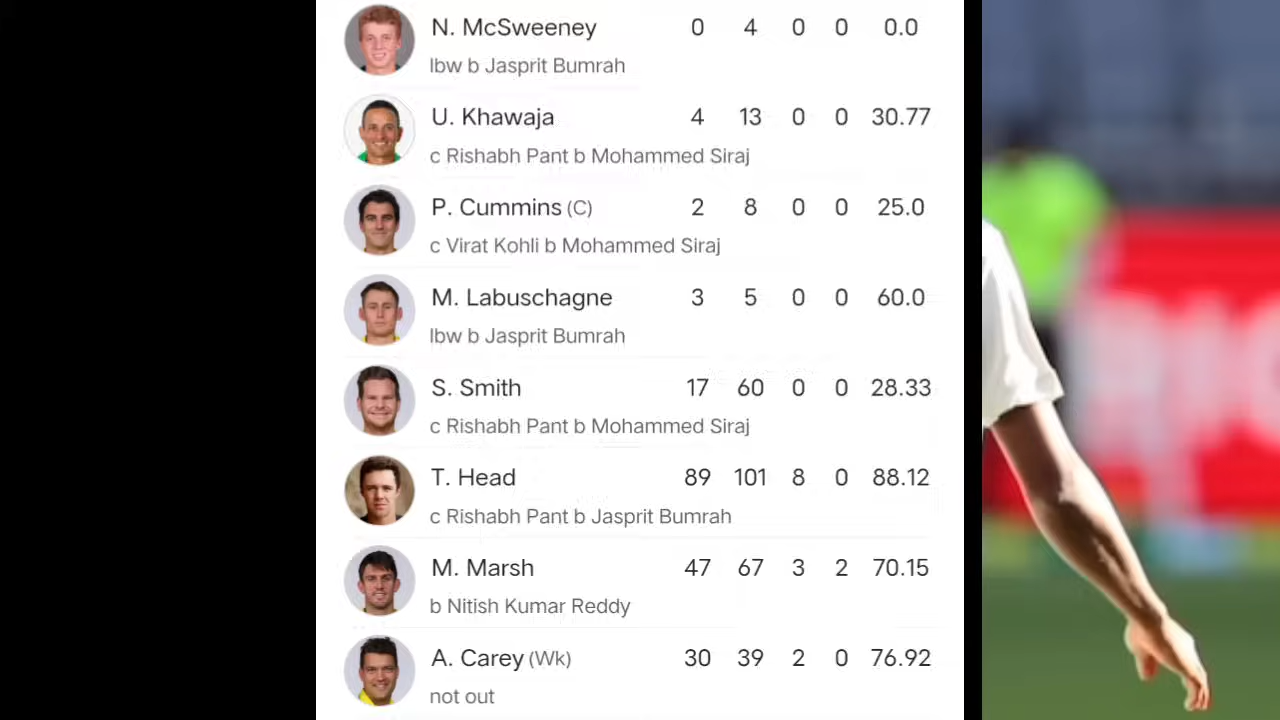 N. McSweeney 0 4 0 0 0.0
lbw b Jasprit Bumrah
U. Khawaja 4 13 0 0 30.77
c Rishabh Pant b Mohammed Siraj
P. Cummins (C) 2 8 0 0 25.0
c Virat Kohli b Mohammed Siraj
M. Labuschagne 3 5 0 0 60.0
lbw b Jasprit Bumrah
S. Smith 17 60 0 0 28.33
c Rishabh Pant b Mohammed Siraj
T. Head 89 101 8 0 88.12
c Rishabh Pant b Jasprit Bumrah
M. Marsh 47 67 3 2 70.15
b Nitish Kumar Reddy
A. Carey (Wk) 30 39 2 0 76.92
not out